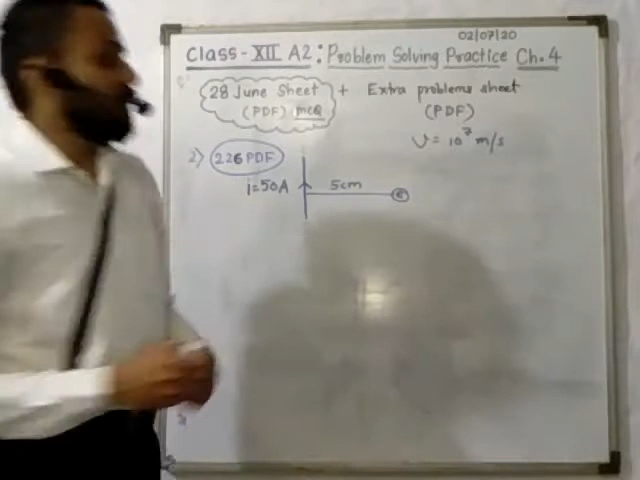 02/07/20
Class - XII A2 : Problem Solving Practice Ch. 4
28 June Sheet + Extra problems sheet
(PDF) mcq (PDF)
v = 10⁷ m/s
2) 226 PDF
i=50A 5cm e